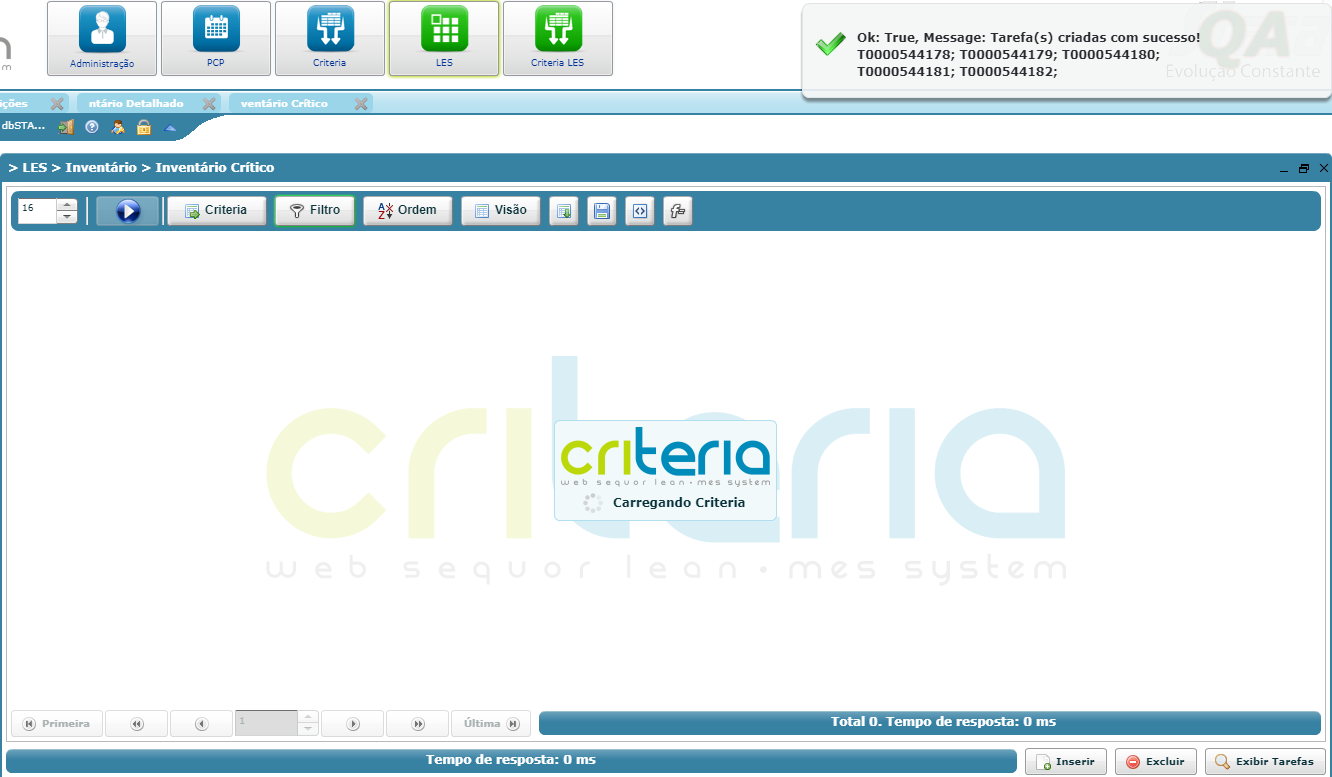 Administração
PCP
Criteria
LES
Criteria LES
Ok: True, Message: Tarefa(s) criadas com sucesso!
T0000544178; T0000544179; T0000544180;
T0000544181; T0000544182;
QA
Evolução Constante
ições
ntário Detalhado
ventário Crítico
dbSTA...
> LES > Inventário > Inventário Crítico
16
Criteria
Filtro
Ordem
Visão
criteria
web sequor lean•mes system
criteria
web sequor lean•mes system
Carregando Criteria
Primeira
1
Última
Total 0. Tempo de resposta: 0 ms
Tempo de resposta: 0 ms
Inserir
Excluir
Exibir Tarefas